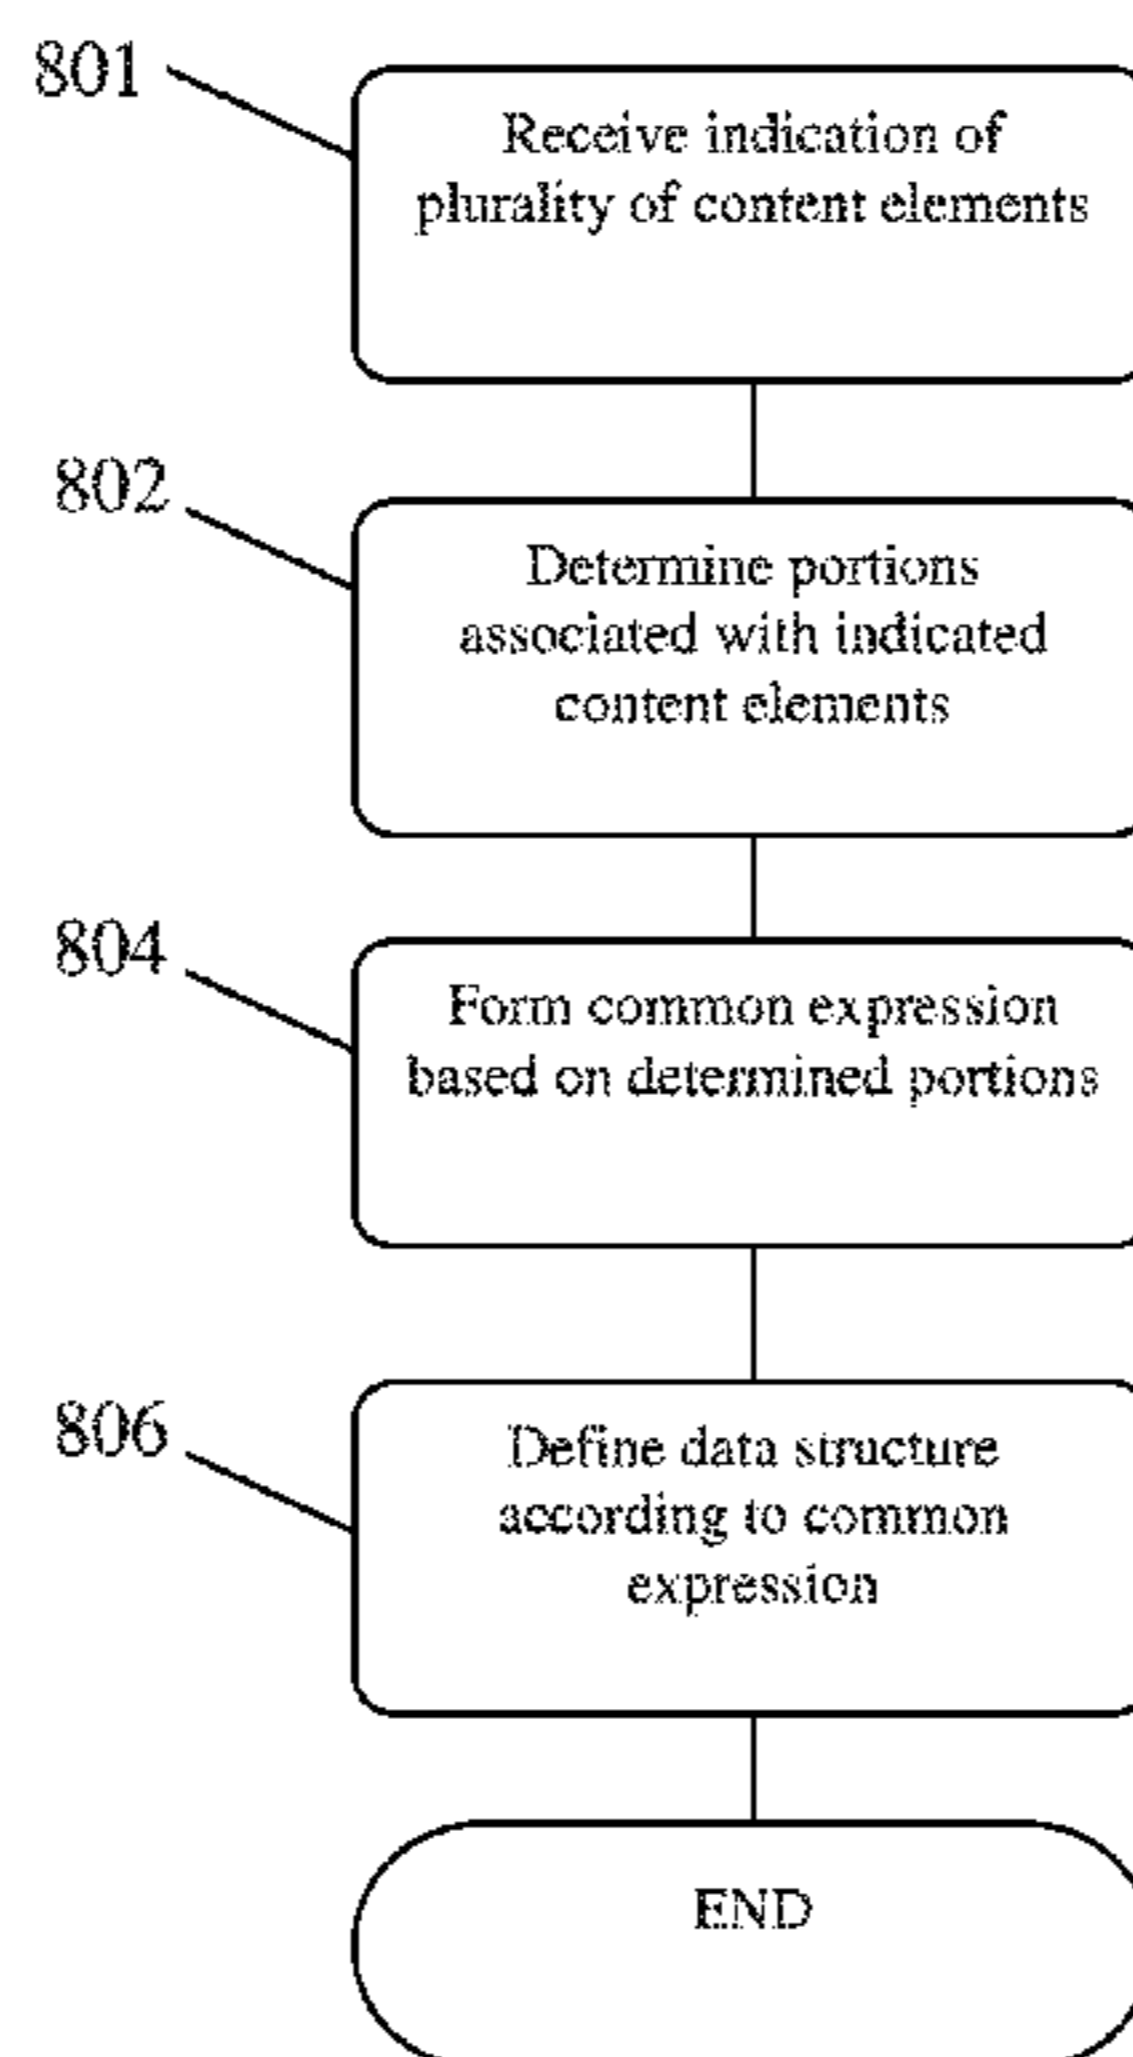 801
Receive indication of
plurality of content elements
802
Determine portions
associated with indicated
content elements
804
Form common expression
based on determined portions
806
Define data structure
according to common
expression
END